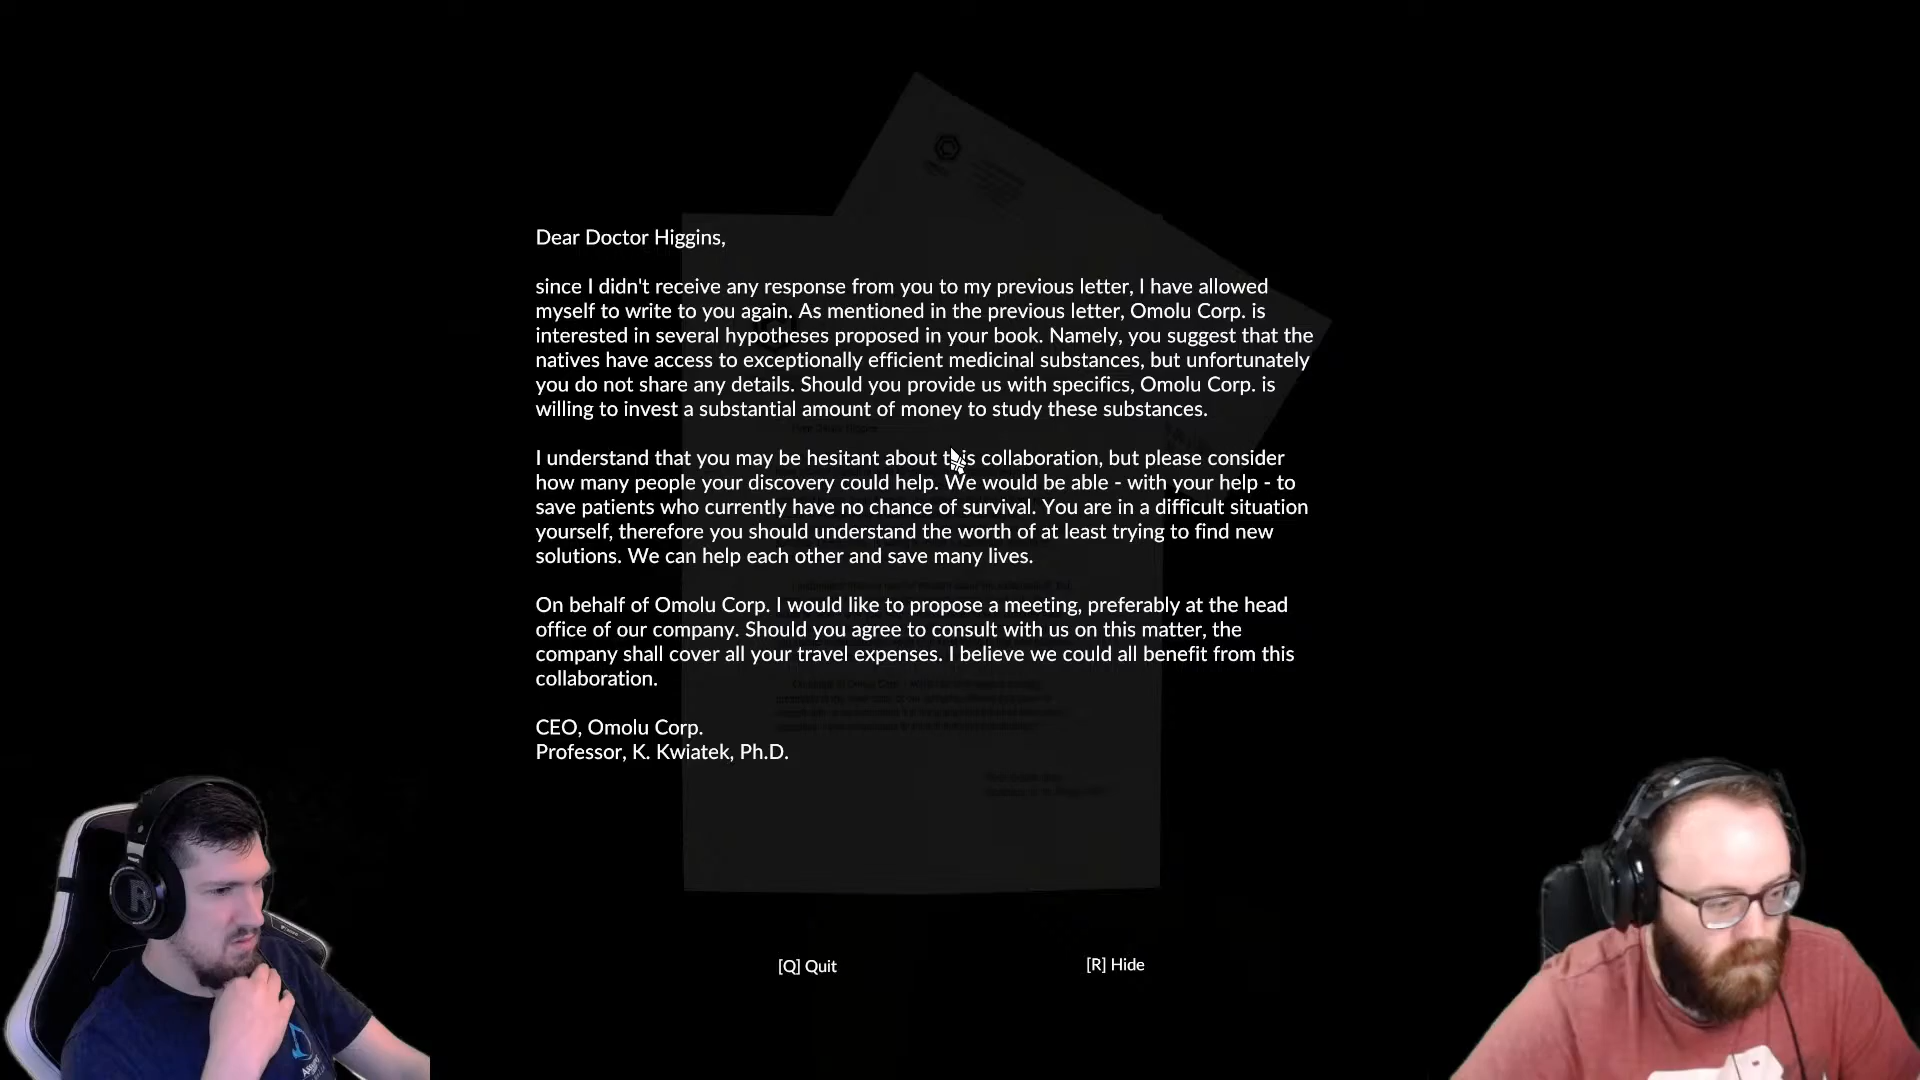 Dear Doctor Higgins,
since I didn't receive any response from you to my previous letter, I have allowed
myself to write to you again. As mentioned in the previous letter, Omolu Corp. is
interested in several hypotheses proposed in your book. Namely, you suggest that the
natives have access to exceptionally efficient medicinal substances, but unfortunately
you do not share any details. Should you provide us with specifics, Omolu Corp. is
willing to invest a substantial amount of money to study these substances.
I understand that you may be hesitant about this collaboration, but please consider
how many people your discovery could help. We would be able - with your help - to
save patients who currently have no chance of survival. You are in a difficult situation
yourself, therefore you should understand the worth of at least trying to find new
solutions. We can help each other and save many lives.
On behalf of Omolu Corp. I would like to propose a meeting, preferably at the head
office of our company. Should you agree to consult with us on this matter, the
company shall cover all your travel expenses. I believe we could all benefit from this
collaboration.
CEO, Omolu Corp.
Professor, K. Kwiatek, Ph.D.
[Q] Quit
[R] Hide